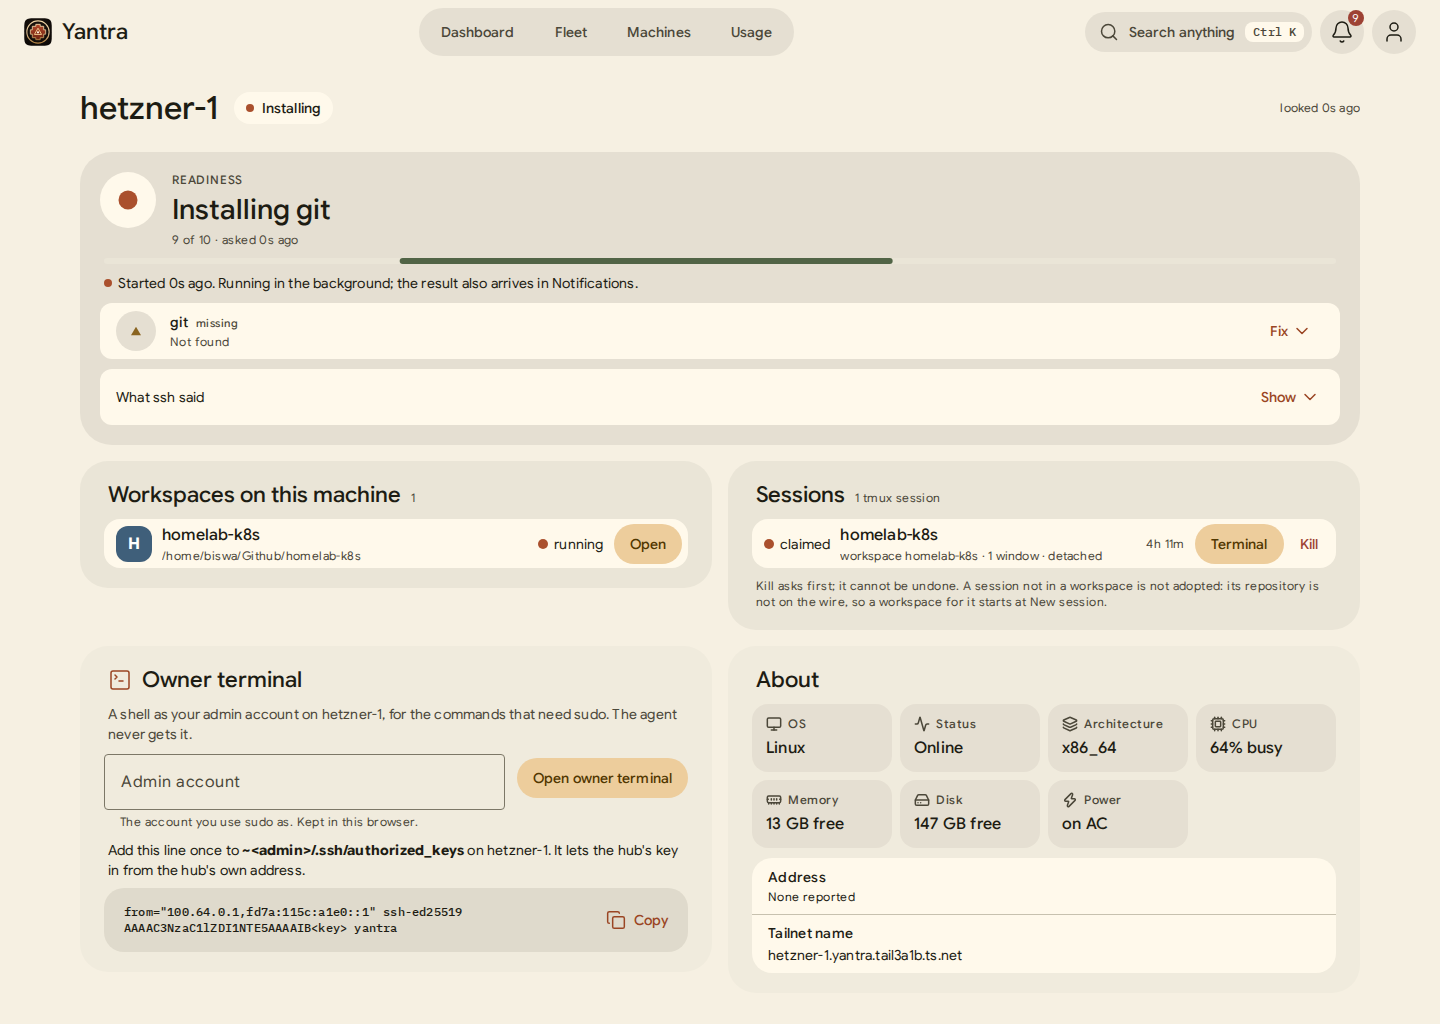 Yantra
Dashboard
Fleet
Machines
Usage
Search anything
Ctrl K
9
hetzner-1
Installing
looked 0s ago
READINESS
Installing git
9 of 10 · asked 0s ago
Started 0s ago. Running in the background; the result also arrives in Notifications.
git missing
Not found
Fix
What ssh said
Show
Workspaces on this machine 1
H
homelab-k8s
/home/biswa/Github/homelab-k8s
running
Open
Sessions 1 tmux session
claimed
homelab-k8s
workspace homelab-k8s · 1 window · detached
4h 11m
Terminal
Kill
Kill asks first; it cannot be undone. A session not in a workspace is not adopted: its repository is
not on the wire, so a workspace for it starts at New session.
Owner terminal
A shell as your admin account on hetzner-1, for the commands that need sudo. The agent
never gets it.
Admin account
Open owner terminal
The account you use sudo as. Kept in this browser.
Add this line once to ~<admin>/.ssh/authorized_keys on hetzner-1. It lets the hub's key
in from the hub's own address.
from="100.64.0.1,fd7a:115c:a1e0::1" ssh-ed25519
AAAAC3NzaC1lZDI1NTE5AAAAIB<key> yantra
Copy
About
OS
Linux
Status
Online
Architecture
x86_64
CPU
64% busy
Memory
13 GB free
Disk
147 GB free
Power
on AC
Address
None reported
Tailnet name
hetzner-1.yantra.tail3a1b.ts.net